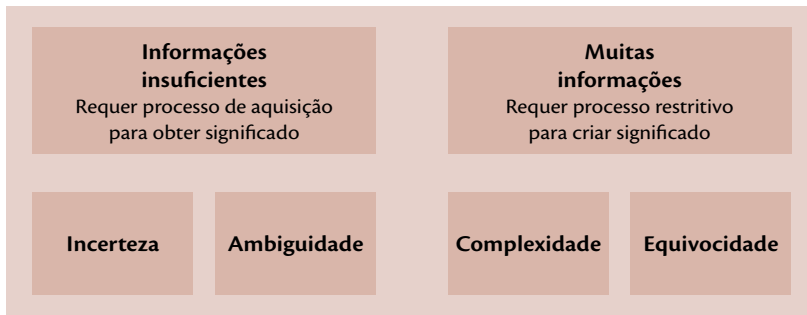 Informações
insuficientes
Requer processo de aquisição
para obter significado
Muitas
informações
Requer processo restritivo
para criar significado
Incerteza
Ambiguidade
Complexidade
Equivocidade